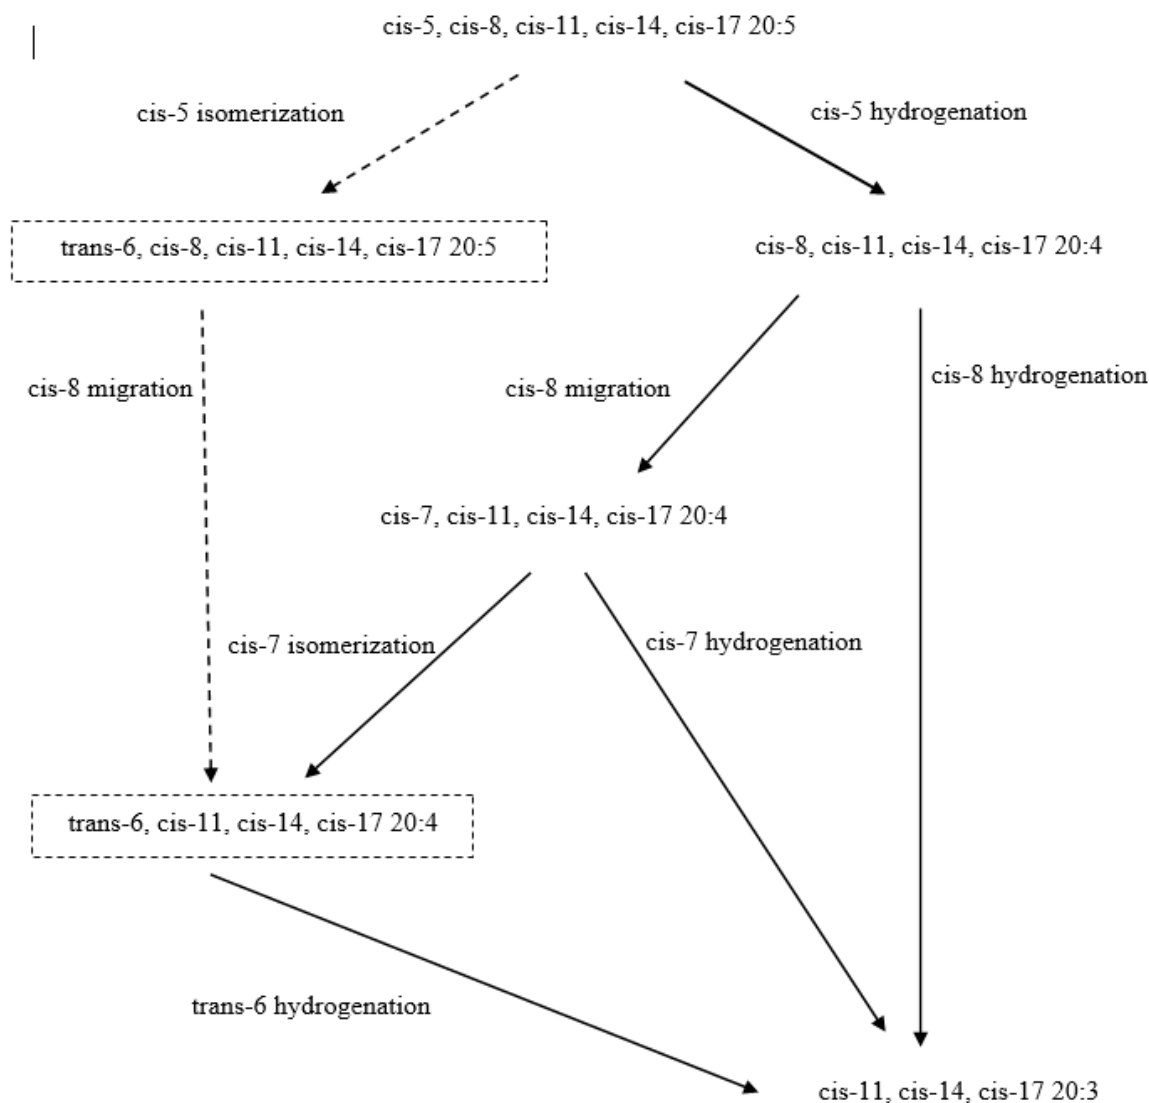 cis-5, cis-8, cis-11, cis-14, cis-17 20:5
cis-5 isomerization
cis-5 hydrogenation
trans-6, cis-8, cis-11, cis-14, cis-17 20:5
cis-8, cis-11, cis-14, cis-17 20:4
cis-8 migration
cis-8 migration
cis-8 hydrogenation
cis-7, cis-11, cis-14, cis-17 20:4
cis-7 isomerization
cis-7 hydrogenation
trans-6, cis-11, cis-14, cis-17 20:4
trans-6 hydrogenation
cis-11, cis-14, cis-17 20:3